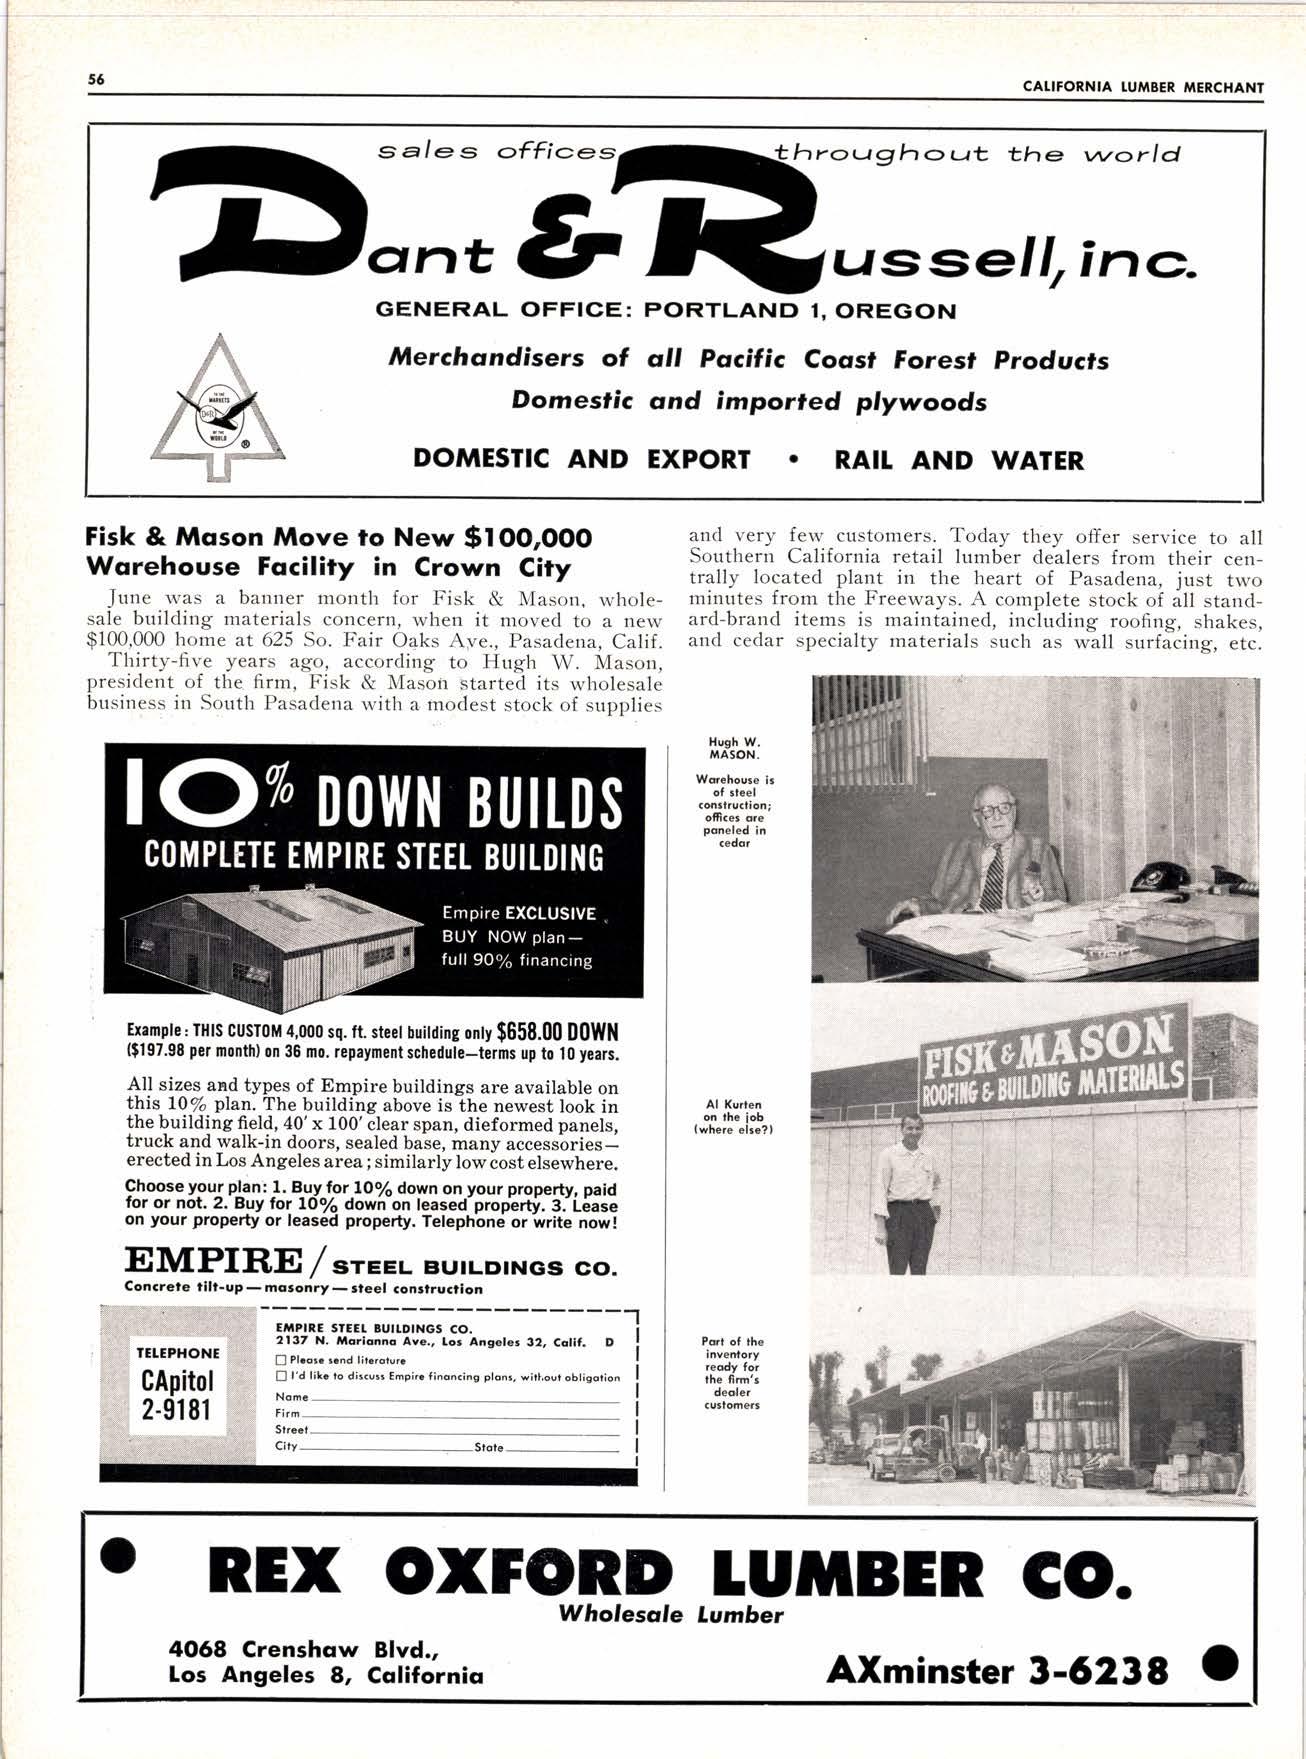 56
CALIFORNIA LUMBER MERCHANT
sales offices throughout the world
Dant & Russell, inc.
GENERAL OFFICE: PORTLAND 1, OREGON
Merchandisers of all Pacific Coast Forest Products
Domestic and imported plywoods
DOMESTIC AND EXPORT • RAIL AND WATER
TO THE
MARKETS
D&R
OF THE
WORLD
®
Fisk & Mason Move to New $100,000
Warehouse Facility in Crown City
June was a banner month for Fisk & Mason, whole-
sale building materials concern, when it moved to a new
$100,000 home at 625 So. Fair Oaks Ave., Pasadena, Calif.
Thirty-five years ago, according to Hugh W. Mason,
president of the firm, Fisk & Mason started its wholesale
business in South Pasadena with a modest stock of supplies
and very few customers. Today they offer service to all
Southern California retail lumber dealers from their cen-
trally located plant in the heart of Pasadena, just two
minutes from the Freeways. A complete stock of all stand-
ard-brand items is maintained, including roofing, shakes,
and cedar specialty materials such as wall surfacing, etc.
10% DOWN BUILDS
COMPLETE EMPIRE STEEL BUILDING
Empire EXCLUSIVE
BUY NOW plan—
full 90% financing
Example: THIS CUSTOM 4,000 sq. ft. steel building only $658.00 DOWN
($197.98 per month) on 36 mo. repayment schedule—terms up to 10 years.
All sizes and types of Empire buildings are available on
this 10% plan. The building above is the newest look in
the building field, 40' x 100' clear span, dieformed panels,
truck and walk-in doors, sealed base, many accessories—
erected in Los Angeles area; similarly low cost elsewhere.
Choose your plan: 1. Buy for 10% down on your property, paid
for or not. 2. Buy for 10% down on leased property. 3. Lease
on your property or leased property. Telephone or write now!
EMPIRE / STEEL BUILDINGS CO.
Concrete tilt-up — masonry — steel construction
TELEPHONE
CApitol
2-9181
EMPIRE STEEL BUILDINGS CO.
2137 N. Marianna Ave., Los Angeles 32, Calif. D
Please send literature
I'd like to discuss Empire financing plans, without obligation
Name
Firm
Street
City State
Hugh W.
MASON.
Warehouse is
of steel
construction;
offices are
paneled in
cedar
FISK & MASON
ROOFING & BUILDING MATERIALS
Al Kurten
on the job
(where else?)
Part of the
inventory
ready for
the firm's
dealer
customers
• REX OXFORD LUMBER CO.
Wholesale Lumber
4068 Crenshaw Blvd.,
Los Angeles 8, California
AXminster 3-6238 •